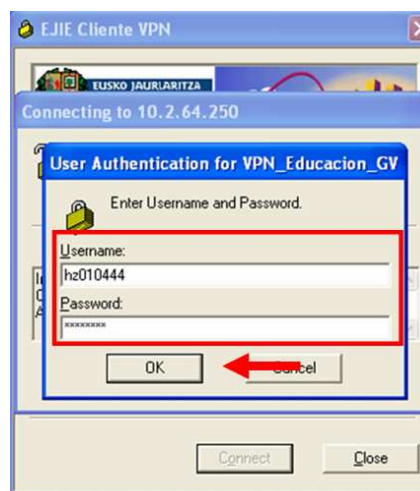 EJIE Cliente VPN
EUSKO JAURLARITZA
Connecting to 10.2.64.250
User Authentication for VPN_Educacion_GV
Enter Username and Password.
Username:
hz010444
Password:
××××××××
OK
Cancel
Connect
Close